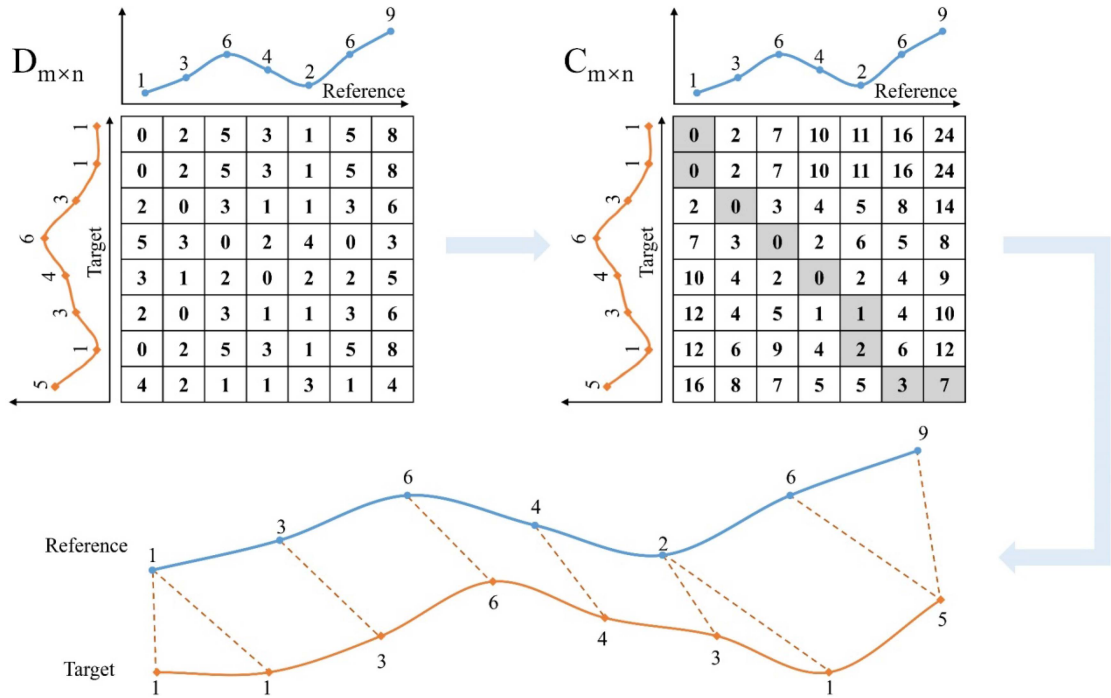 D m×n
1 3 6 4 2 6 9
Reference
Target
1 1 3 6 4 3 1 5
0 2 5 3 1 5 8
0 2 5 3 1 5 8
2 0 3 1 1 3 6
5 3 0 2 4 0 3
3 1 2 0 2 2 5
2 0 3 1 1 3 6
0 2 5 3 1 5 8
4 2 1 1 3 1 4
C m×n
1 3 6 4 2 6 9
Reference
Target
1 1 3 6 4 3 1 5
0 2 7 10 11 16 24
0 2 7 10 11 16 24
2 0 3 4 5 8 14
7 3 0 2 6 5 8
10 4 2 0 2 4 9
12 4 5 1 1 4 10
12 6 9 4 2 6 12
16 8 7 5 5 3 7
Reference
1 3 6 4 2 6 9
Target
1 1 3 6 4 3 1 5